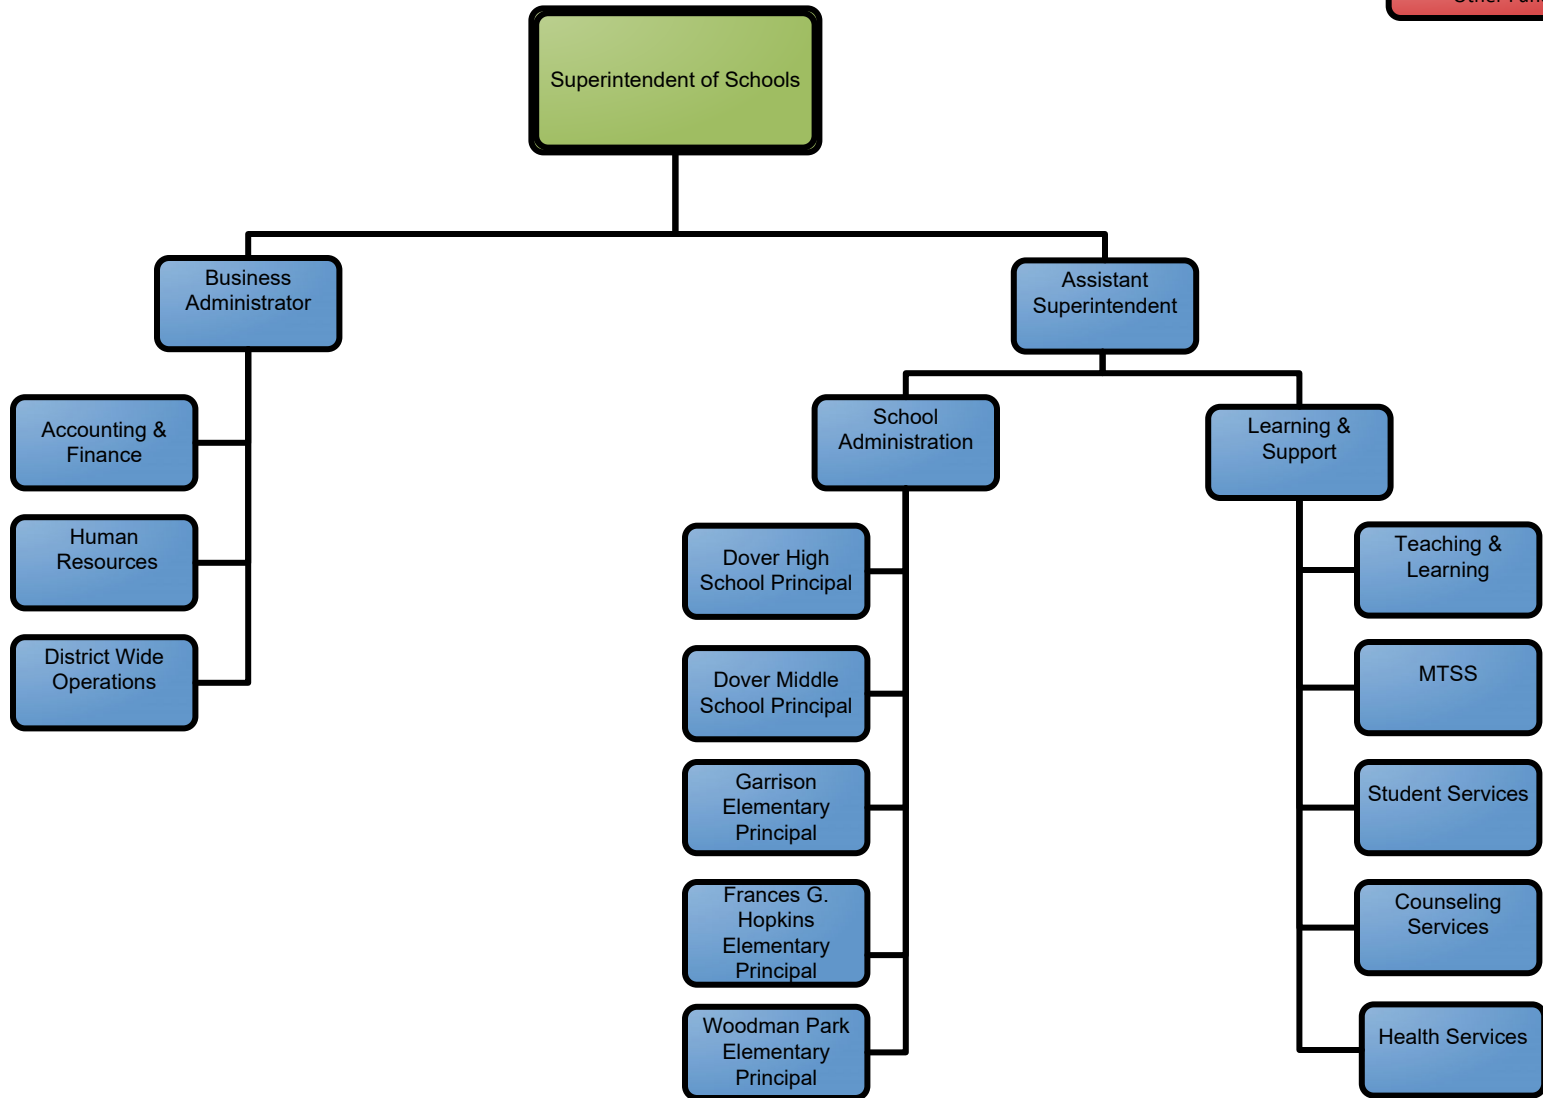 Other
Superintendent of Schools
Business
Administrator
Assistant
Superintendent
Accounting &
Finance
Human
Resources
District Wide
Operations
School
Administration
Learning &
Support
Dover High
School Principal
Dover Middle
School Principal
Garrison
Elementary
Principal
Frances G.
Hopkins
Elementary
Principal
Woodman Park
Elementary
Principal
Teaching &
Learning
MTSS
Student Services
Counseling
Services
Health Services